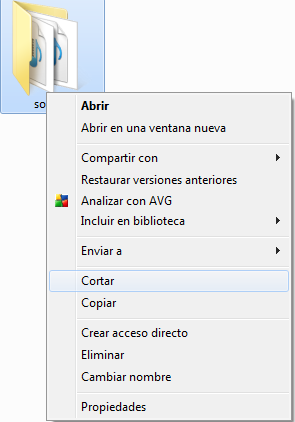 Abrir
Abrir en una ventana nueva
Compartir con
Restaurar versiones anteriores
Analizar con AVG
Incluir en biblioteca
Enviar a
Cortar
Copiar
Crear acceso directo
Eliminar
Cambiar nombre
Propiedades